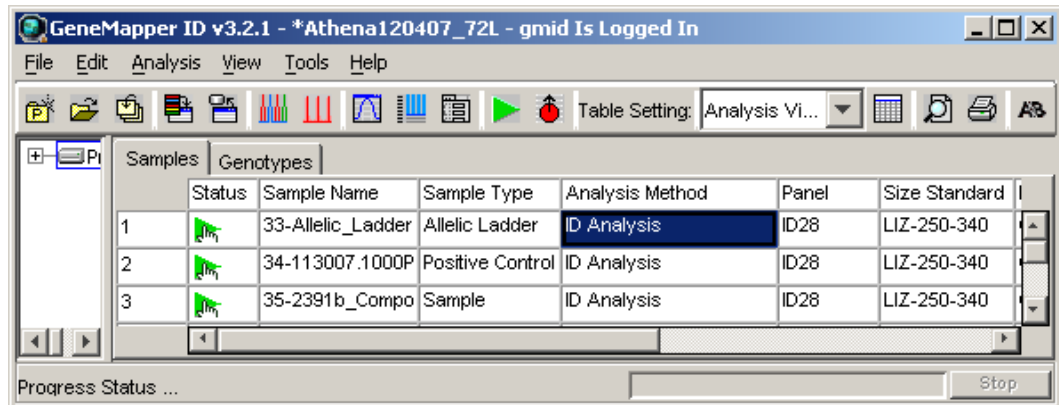 GeneMapper ID v3.2.1 - *Athena120407_72L - gmid Is Logged In
File Edit Analysis View Tools Help
Table Setting: Analysis Vi...
Samples Genotypes
Status Sample Name Sample Type Analysis Method Panel Size Standard
1 33-Allelic_Ladder Allelic Ladder ID Analysis ID28 LIZ-250-340
2 34-113007.1000P Positive Control ID Analysis ID28 LIZ-250-340
3 35-2391b_Compo Sample ID Analysis ID28 LIZ-250-340
Progress Status ... Stop